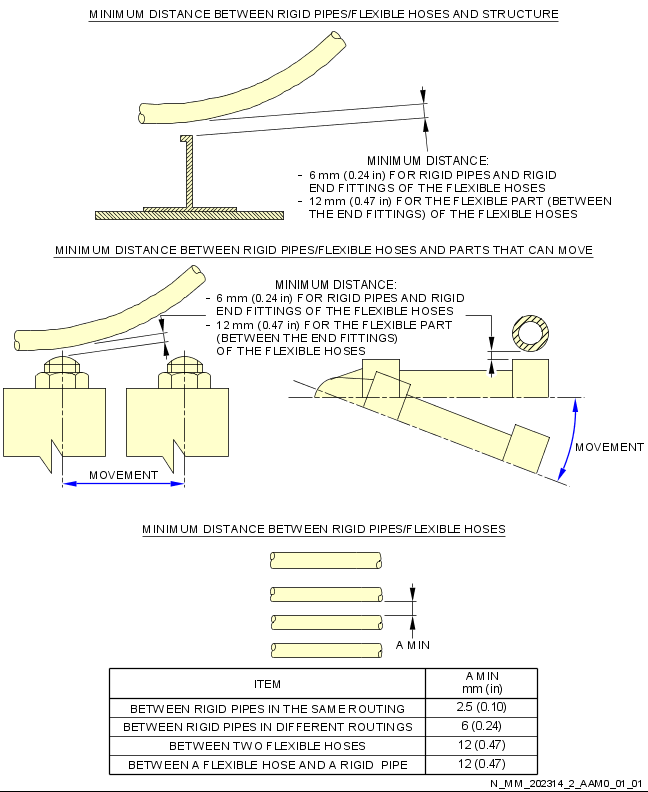 MINIMUM DISTANCE BETWEEN RIGID PIPES/FLEXIBLE HOSES AND STRUCTURE
MINIMUM DISTANCE:
- 6 mm (0.24 in) FOR RIGID PIPES AND RIGID
END FITTINGS OF THE FLEXIBLE HOSES
- 12 mm (0.47 in) FOR THE FLEXIBLE PART (BETWEEN
THE END FITTINGS) OF THE FLEXIBLE HOSES
MINIMUM DISTANCE BETWEEN RIGID PIPES/FLEXIBLE HOSES AND PARTS THAT CAN MOVE
MINIMUM DISTANCE:
- 6 mm (0.24 in) FOR RIGID PIPES AND RIGID
END FITTINGS OF THE FLEXIBLE HOSES
- 12 mm (0.47 in) FOR THE FLEXIBLE PART
(BETWEEN THE END FITTINGS)
OF THE FLEXIBLE HOSES
MOVEMENT
MOVEMENT
MINIMUM DISTANCE BETWEEN RIGID PIPES/FLEXIBLE HOSES
A MIN
ITEM
A MIN
mm (in)
BETWEEN RIGID PIPES IN THE SAME ROUTING 2.5 (0.10)
BETWEEN RIGID PIPES IN DIFFERENT ROUTINGS 6 (0.24)
BETWEEN TWO FLEXIBLE HOSES 12 (0.47)
BETWEEN A FLEXIBLE HOSE AND A RIGID PIPE 12 (0.47)
N_MM_202314_2_AAM0_01_01